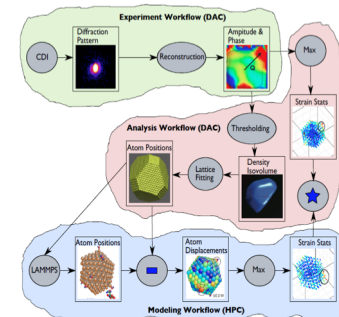 Experiment Workflow (DAC)
CDI
Diffraction
Pattern
Reconstruction
Amplitude &
Phase
Max
Strain Stats
Thresholding
Analysis Workflow (DAC)
Atom Positions
Lattice
Fitting
Density
Isovolume
LAMMPS
Atom Positions
Atom
Displacements
Max
Strain Stats
Modeling Workflow (HPC)